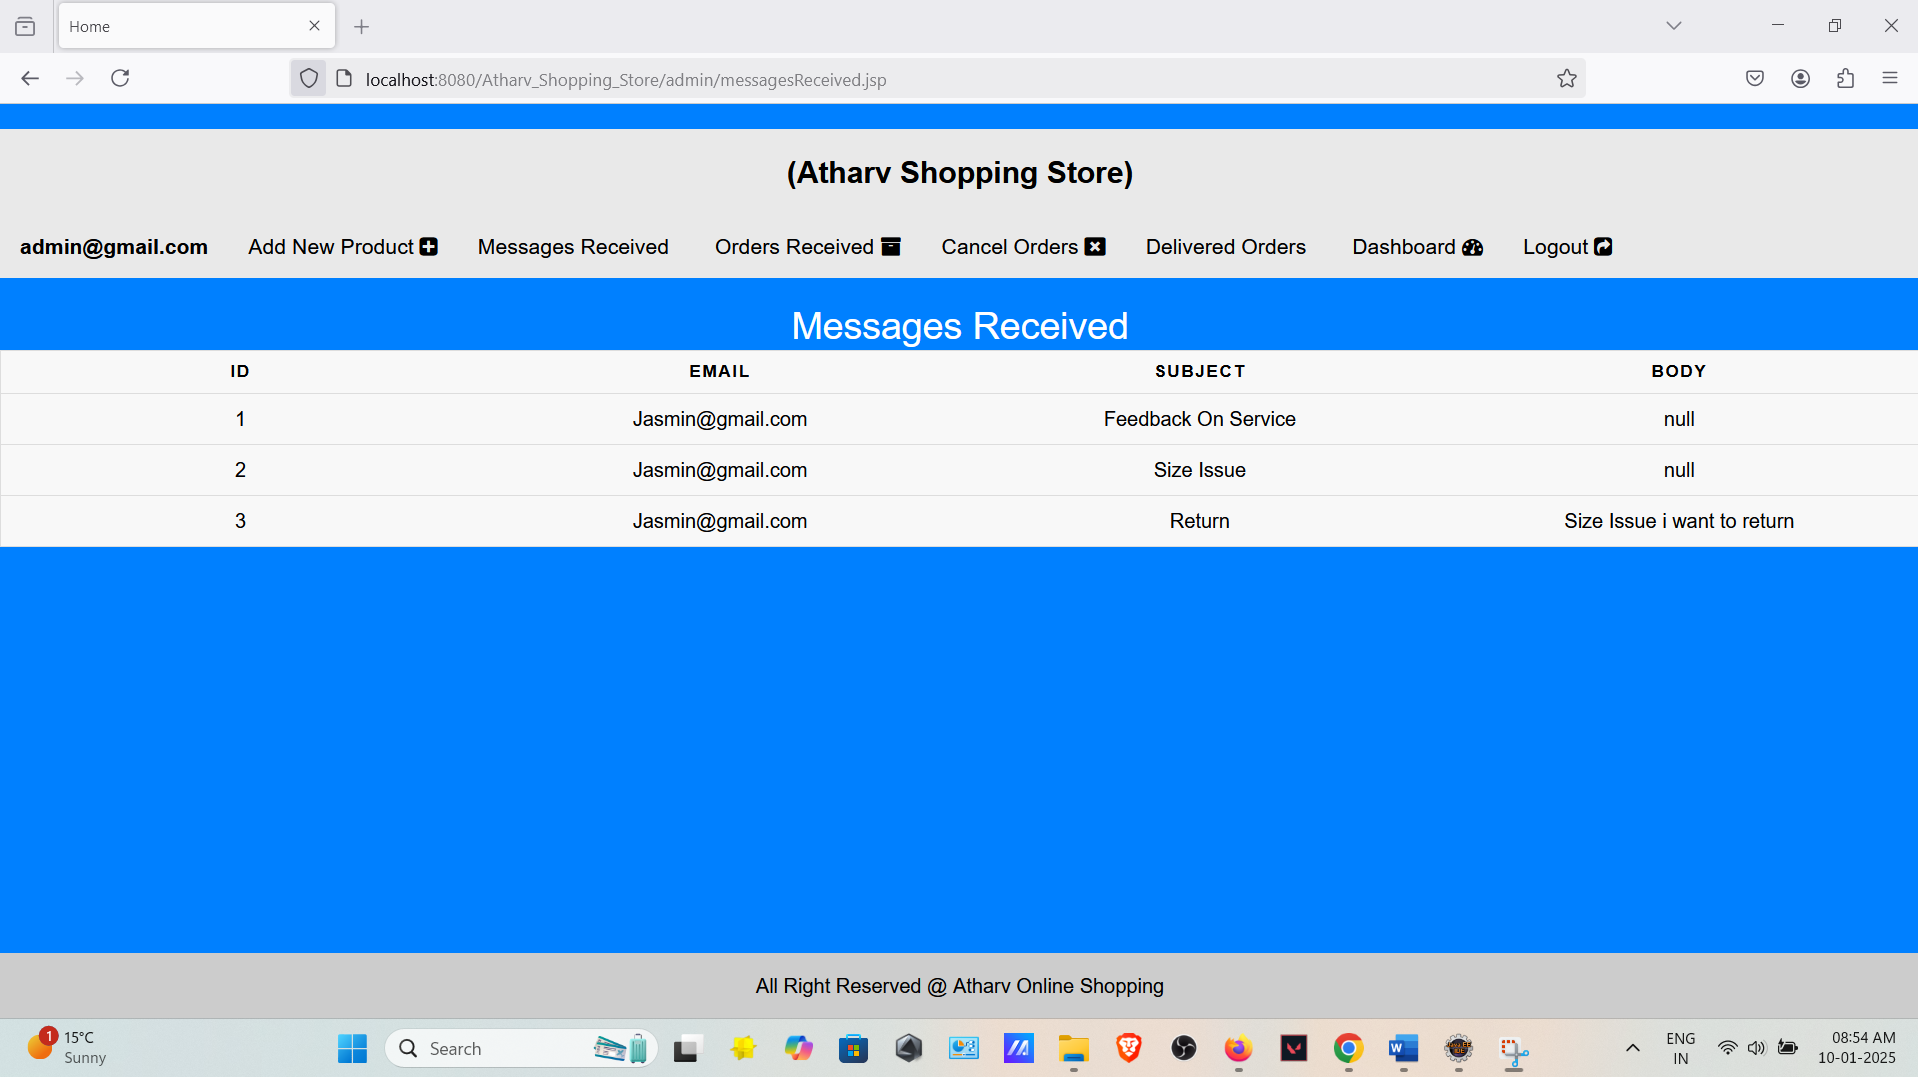 Home
localhost:8080/Atharv_Shopping_Store/admin/messagesReceived.jsp
(Atharv Shopping Store)
admin@gmail.com Add New Product Messages Received Orders Received Cancel Orders Delivered Orders Dashboard Logout
Messages Received
ID EMAIL SUBJECT BODY
1 Jasmin@gmail.com Feedback On Service null
2 Jasmin@gmail.com Size Issue null
3 Jasmin@gmail.com Return Size Issue i want to return
All Right Reserved @ Atharv Online Shopping
1 15°C
Sunny
Search
ENG
IN
08:54 AM
10-01-2025